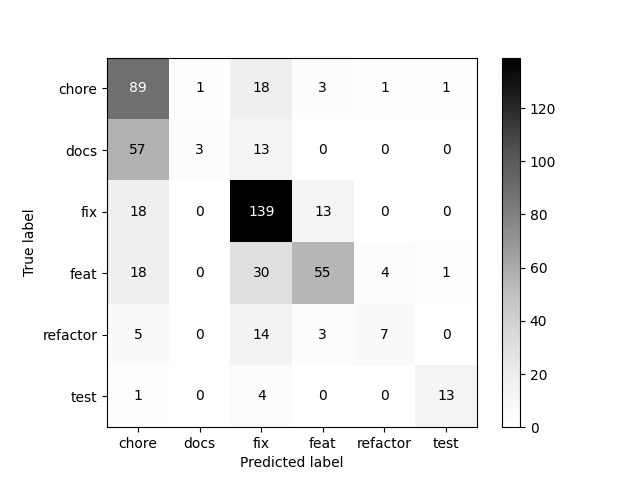 chore 89 1 18 3 1 1
docs 57 3 13 0 0 0
fix 18 0 139 13 0 0
feat 18 0 30 55 4 1
refactor 5 0 14 3 7 0
test 1 0 4 0 0 13
chore docs fix feat refactor test
Predicted label
True label
120
100
80
60
40
20
0